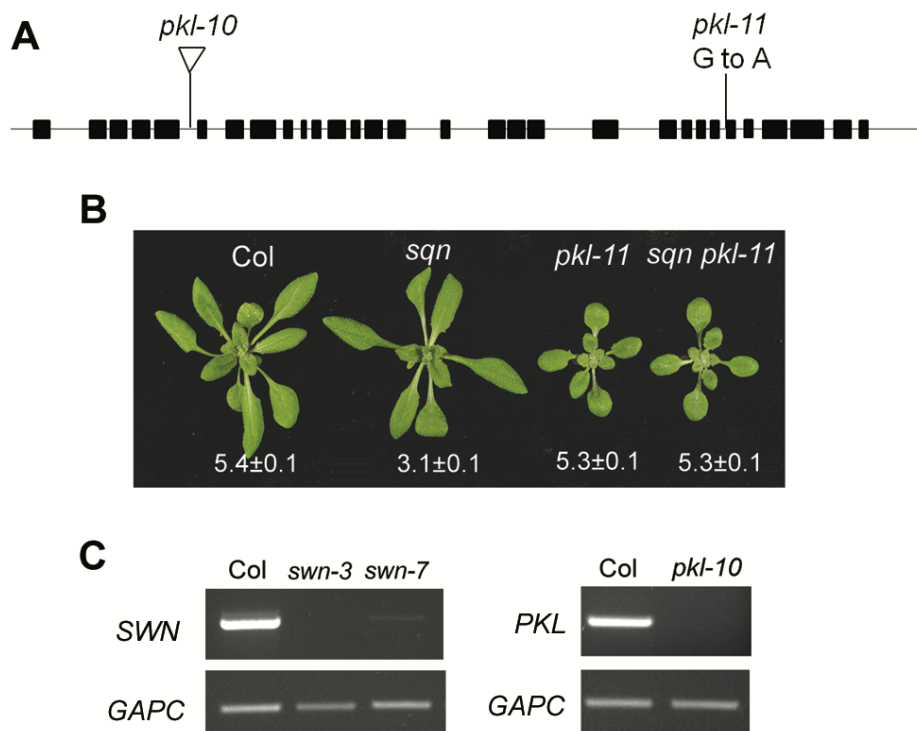 A
pkl-10
pkl-11
G to A
B
Col sqn pkl-11 sqn pkl-11
5.4±0.1 3.1±0.1 5.3±0.1 5.3±0.1
C
Col swn-3 swn-7
SWN
GAPC
Col pkl-10
PKL
GAPC